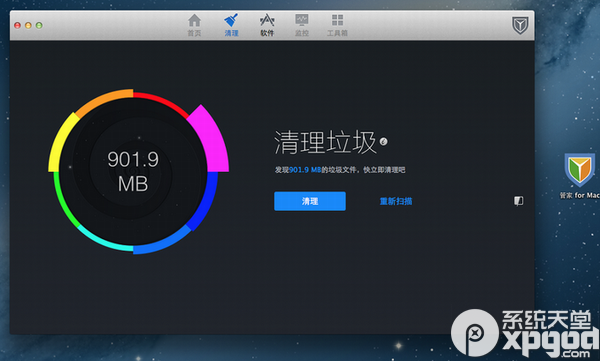 首页 清理 软件 监控 工具箱
901.9
MB
清理垃圾
发现901.9 MB的垃圾文件，快立即清理吧
清理 重新扫描
管家 for Mac
系统天堂
xpgod.com